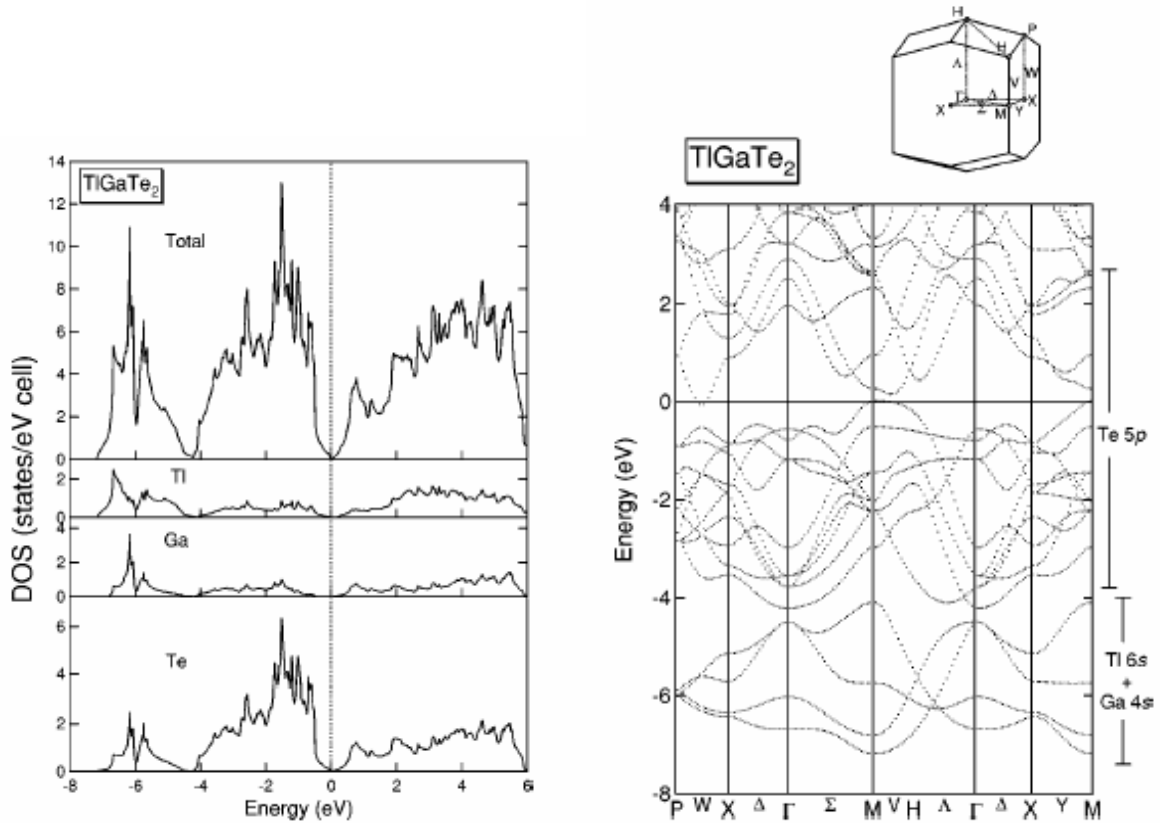 TlGaTe2
Total
14
12
10
8
6
4
2
0
Tl
2
0
Ga
4
2
0
Te
6
4
2
0
-8 -6 -4 -2 0 2 4 6
Energy (eV)
DOS (states/eV cell)
H
P
H
Λ
V W
Γ Δ
X Σ X
M Y
TlGaTe2
4
2
0
-2
-4
-6
-8
Energy (eV)
P W X Δ Γ Σ M V H Λ Γ Δ X Y M
Te 5p
Tl 6s
+
Ga 4s